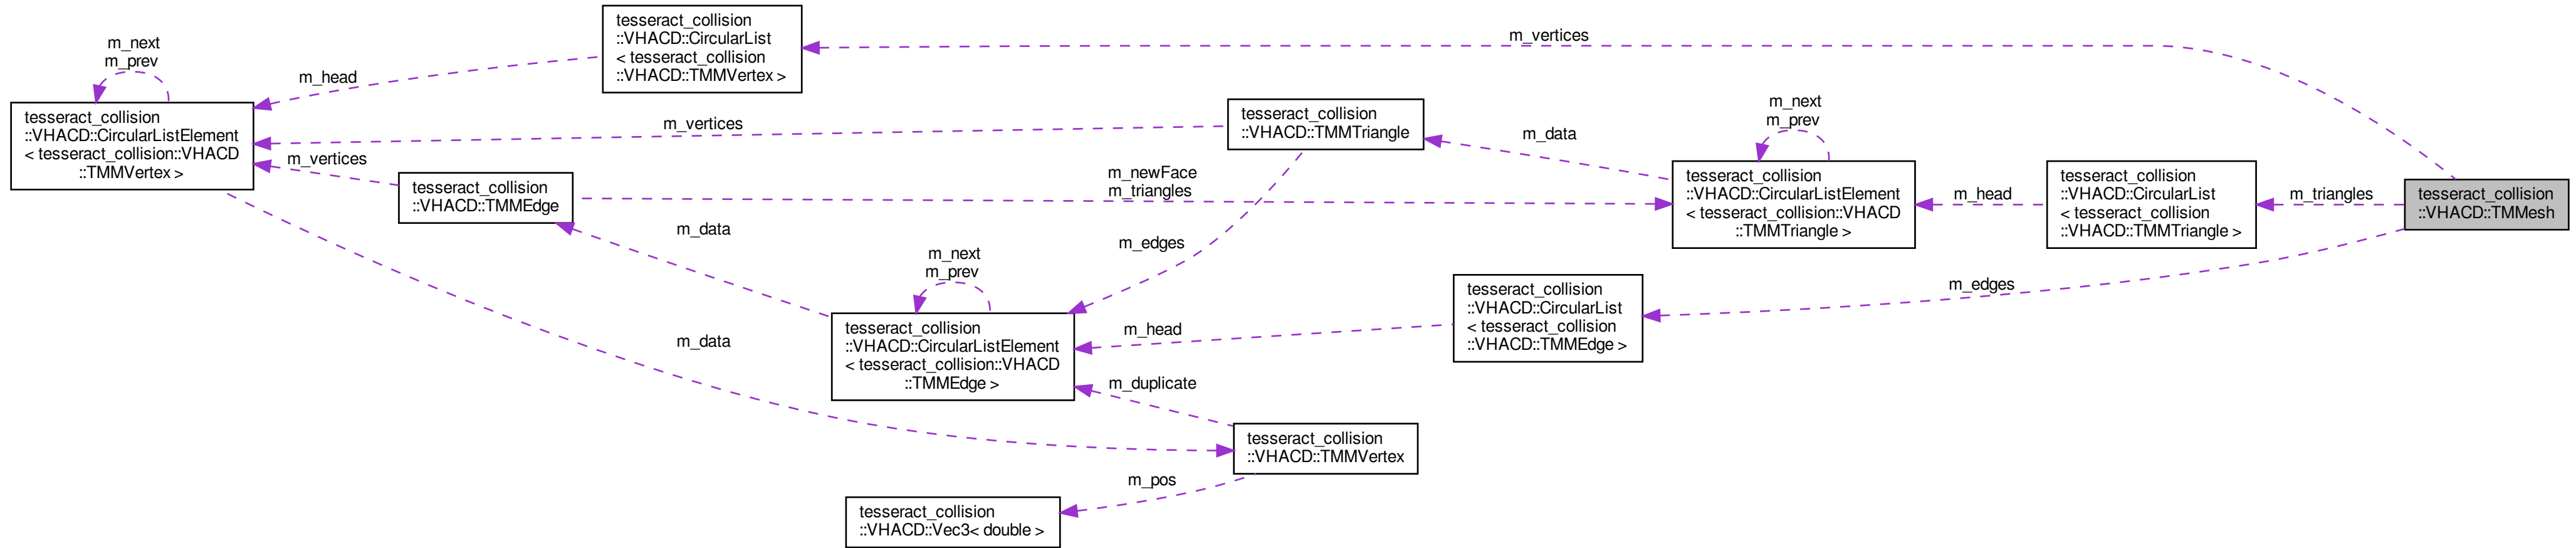 m_next
m_prev
tesseract_collision
::VHACD::CircularListElement
< tesseract_collision::VHACD
::TMMVertex >
m_head
tesseract_collision
::VHACD::CircularList
< tesseract_collision
::VHACD::TMMVertex >
m_vertices
m_vertices
m_vertices
tesseract_collision
::VHACD::TMMEdge
m_data
m_data
m_newFace
m_triangles
tesseract_collision
::VHACD::TMMTriangle
m_edges
m_next
m_prev
tesseract_collision
::VHACD::CircularListElement
< tesseract_collision::VHACD
::TMMEdge >
m_head
m_duplicate
tesseract_collision
::VHACD::TMMVertex
m_pos
tesseract_collision
::VHACD::Vec3< double >
m_data
m_next
m_prev
tesseract_collision
::VHACD::CircularListElement
< tesseract_collision::VHACD
::TMMTriangle >
m_head
tesseract_collision
::VHACD::CircularList
< tesseract_collision
::VHACD::TMMTriangle >
m_triangles
tesseract_collision
::VHACD::TMMesh
m_edges
tesseract_collision
::VHACD::CircularList
< tesseract_collision
::VHACD::TMMEdge >